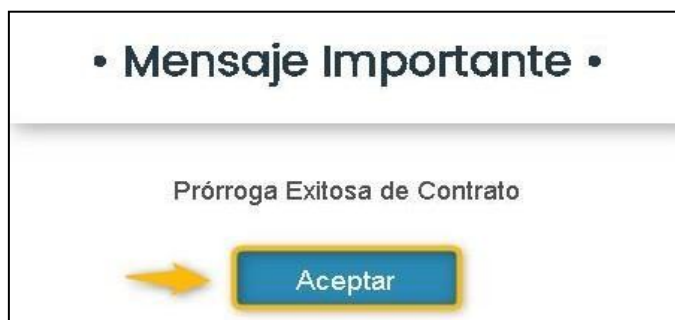 • Mensaje Importante •
Prórroga Exitosa de Contrato
Aceptar